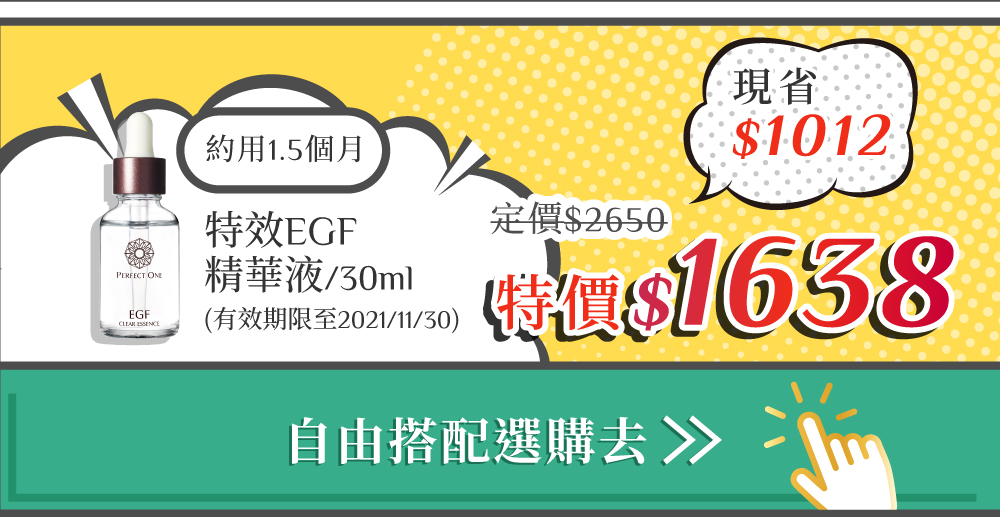 約用1.5個月
特效EGF
精華液/30ml
(有效期限至2021/11/30)
PERFECT ONE
EGF
CLEAR ESSENCE
現省
$1012
定價$2650
特價$1638
自由搭配選購去